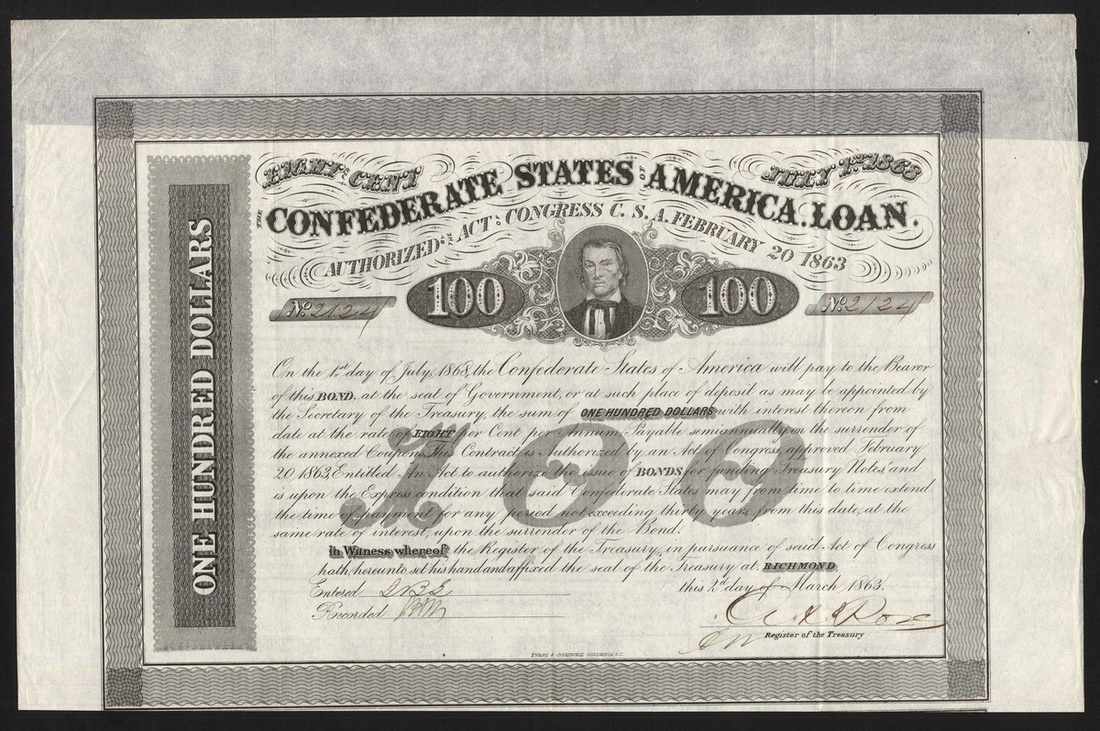 EIGHT PR CENT
JULY 1ST 1868
THE CONFEDERATE STATES OF AMERICA. LOAN.
AUTHORIZED BY THE ACT OF CONGRESS C. S. A. FEBRUARY 20 1863
No. 2124
100
100
No. 2124
ONE HUNDRED DOLLARS
100
On the 1st day of July, 1868, the Confederate States of America will pay to the Bearer
of this BOND, at the seat of Government, or at such place of deposit as may be appointed by
the Secretary of the Treasury, the sum of ONE HUNDRED DOLLARS with interest thereon from
date at the rate of EIGHT per Cent per Annum, Payable semiannually on the surrender of
the annexed Coupons. This Contract is Authorized by an Act of Congress, approved February
20 1863, Entitled "An Act to authorize the issue of BONDS for funding Treasury Notes," and
is upon the Express condition that said Confederate States may from time to time extend
the time of payment for any period not exceeding thirty years from this date, at the
same rate of interest, upon the surrender of the Bond.
in Witness whereof the Register of the Treasury, in pursuance of said Act of Congress
hath, hereunto set his hand and affixed the seal of the Treasury at, RICHMOND
this 2d day of March 1863.
Entered
Recorded
Rose
Register of the Treasury
EVANS & COGSWELL COLUMBIA S.C.